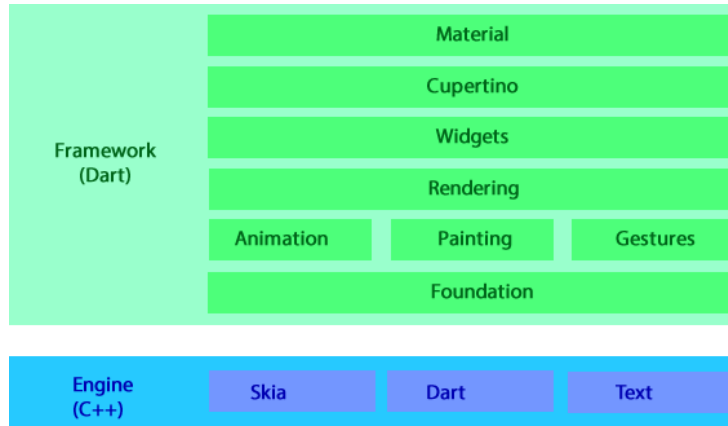 Material
Cupertino
Widgets
Framework
(Dart)
Rendering
Animation Painting Gestures
Foundation
Engine
(C++)
Skia Dart Text